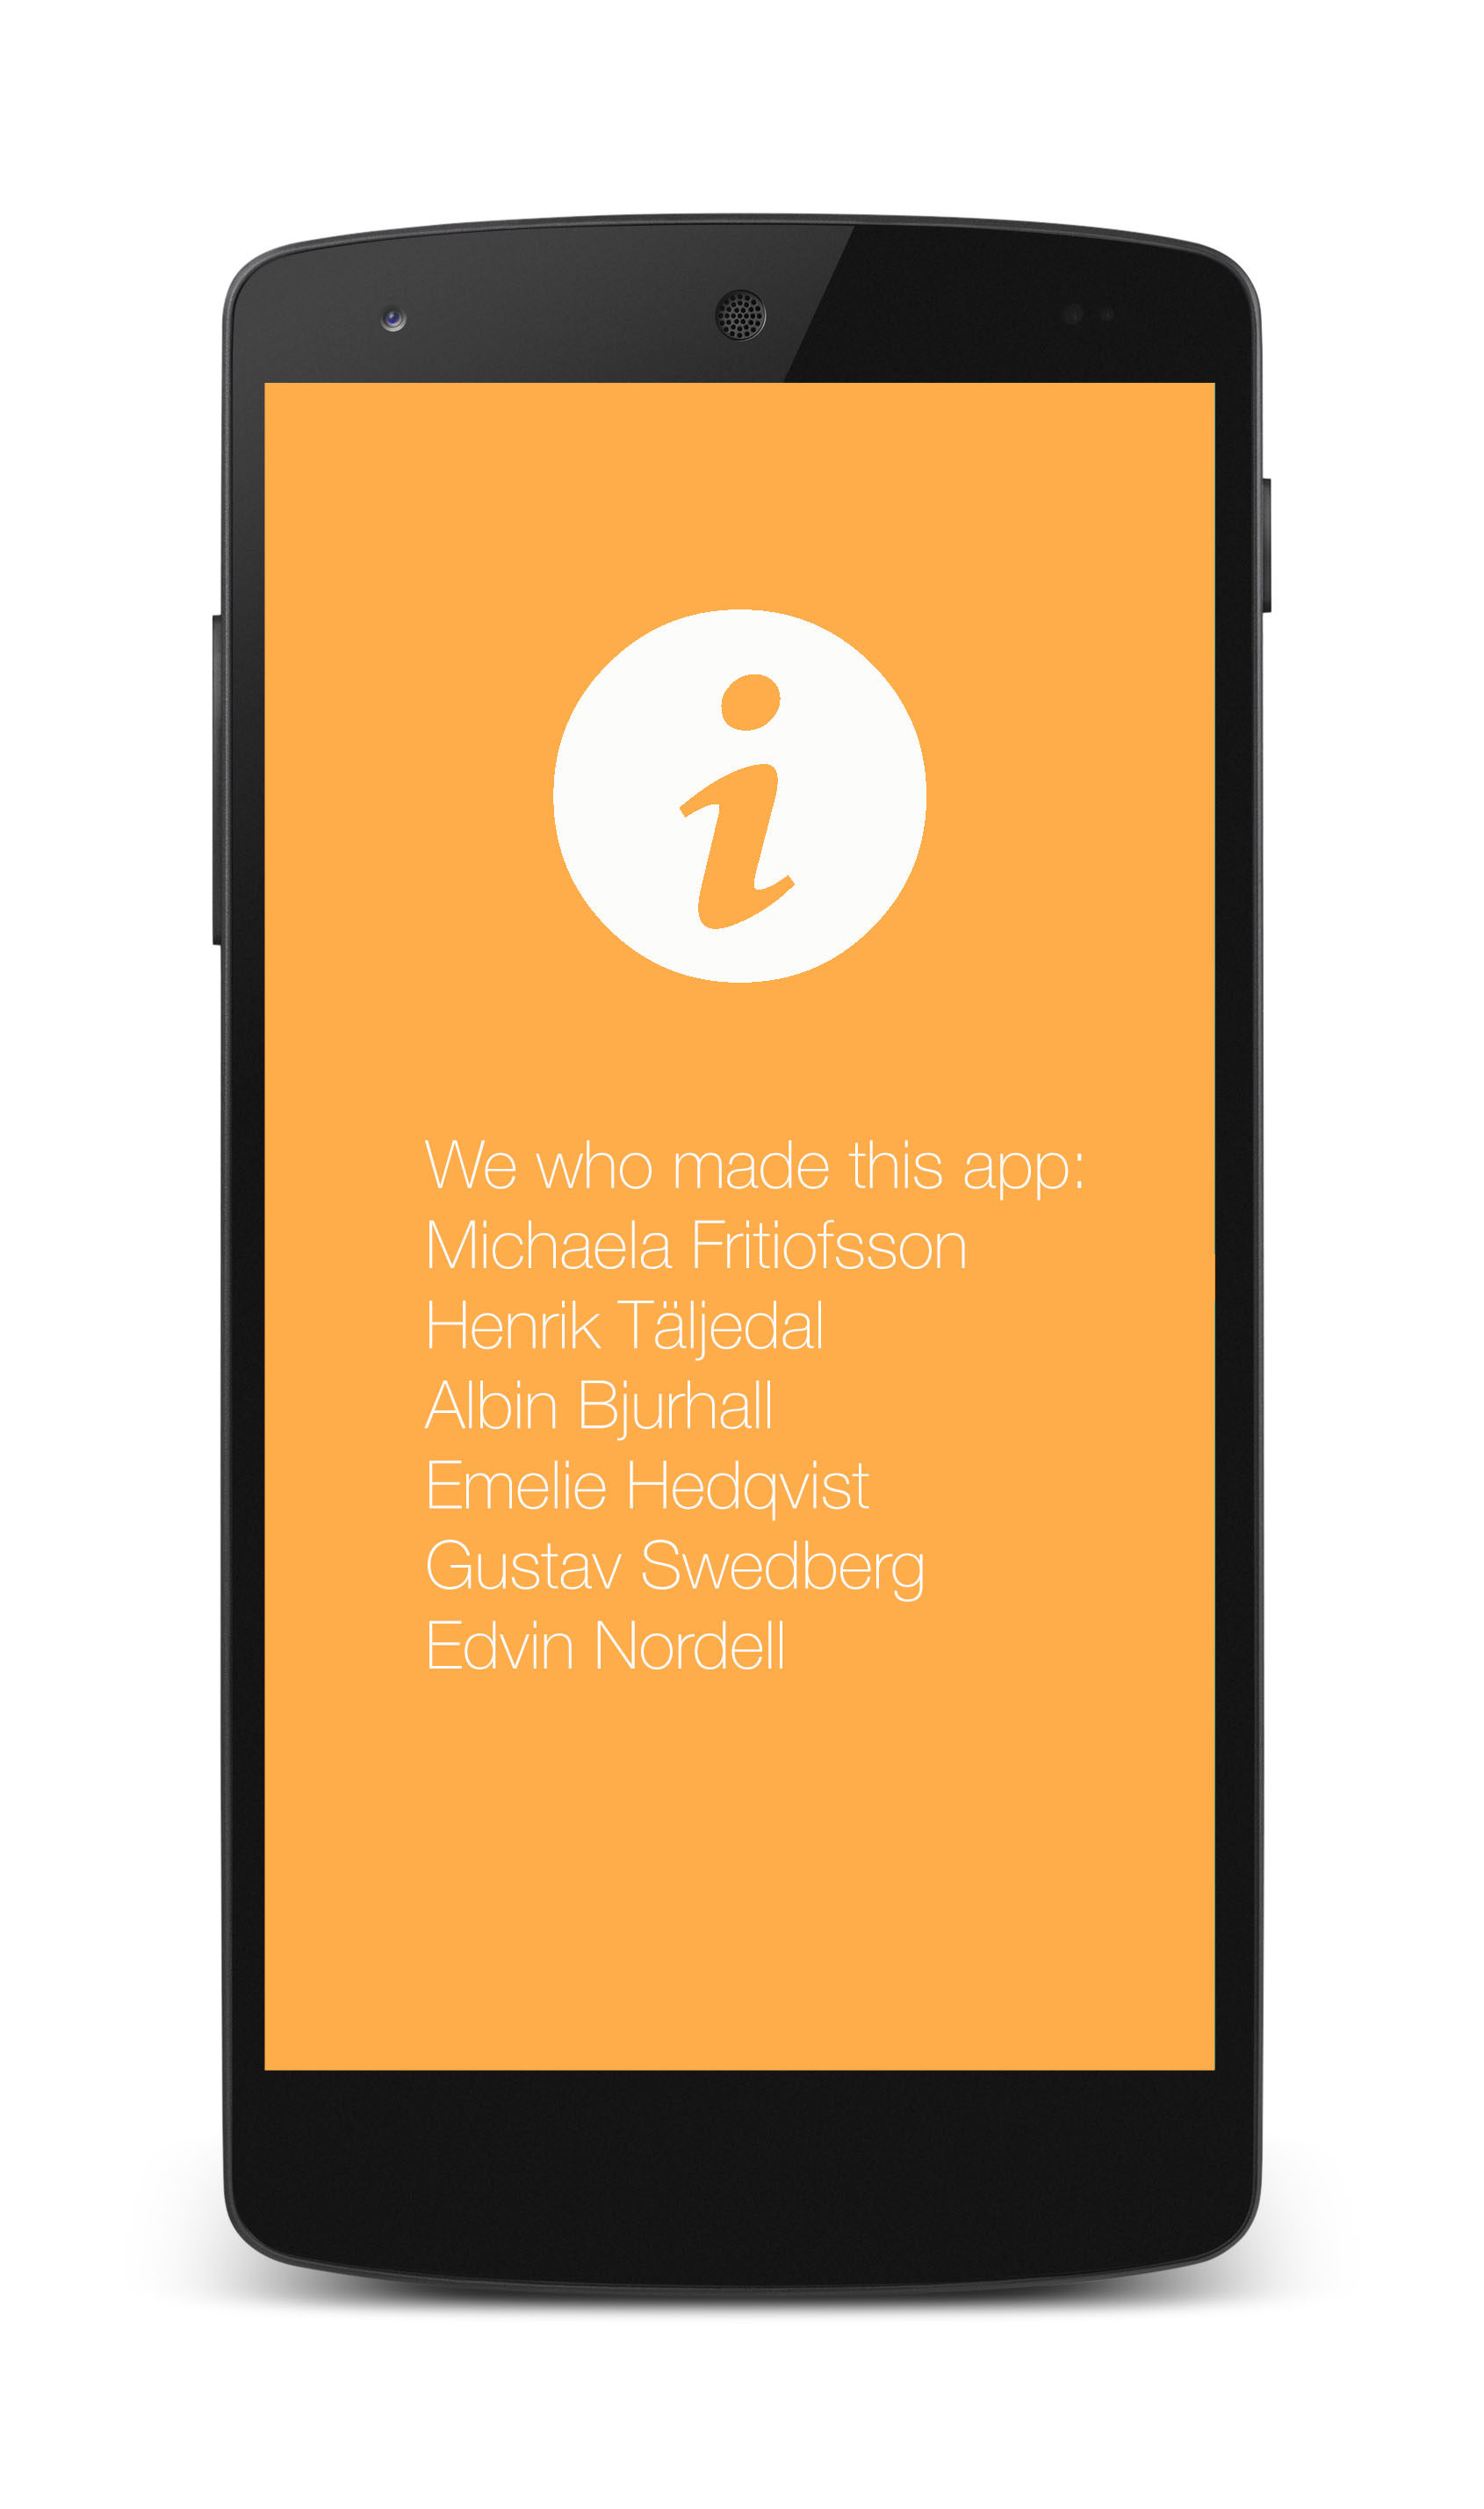 i
We who made this app:
Michaela Fritiofsson
Henrik Täljedal
Albin Bjurhall
Emelie Hedqvist
Gustav Swedberg
Edvin Nordell